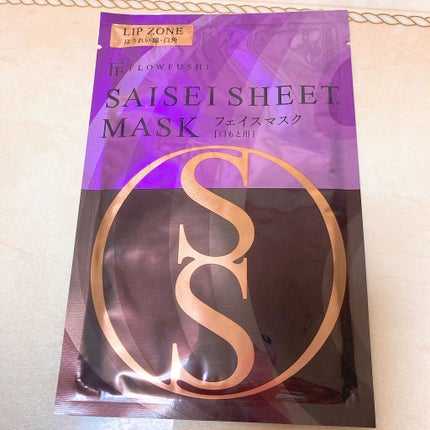 LIP ZONE
ほうれい線・口角
FLOWFUSHI
SAISEI SHEET
MASK フェイスマスク
[口もと用]
S
S